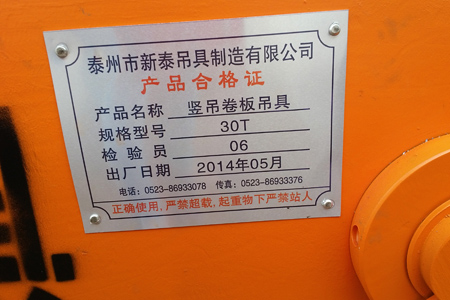 泰州市新泰吊具制造有限公司
产品合格证
产品名称 竖吊卷板吊具
规格型号 30T
检验员 06
出厂日期 2014年05月
电话：0523-86933078 传真：0523-86933376
正确使用，严禁超载，起重物下严禁站人